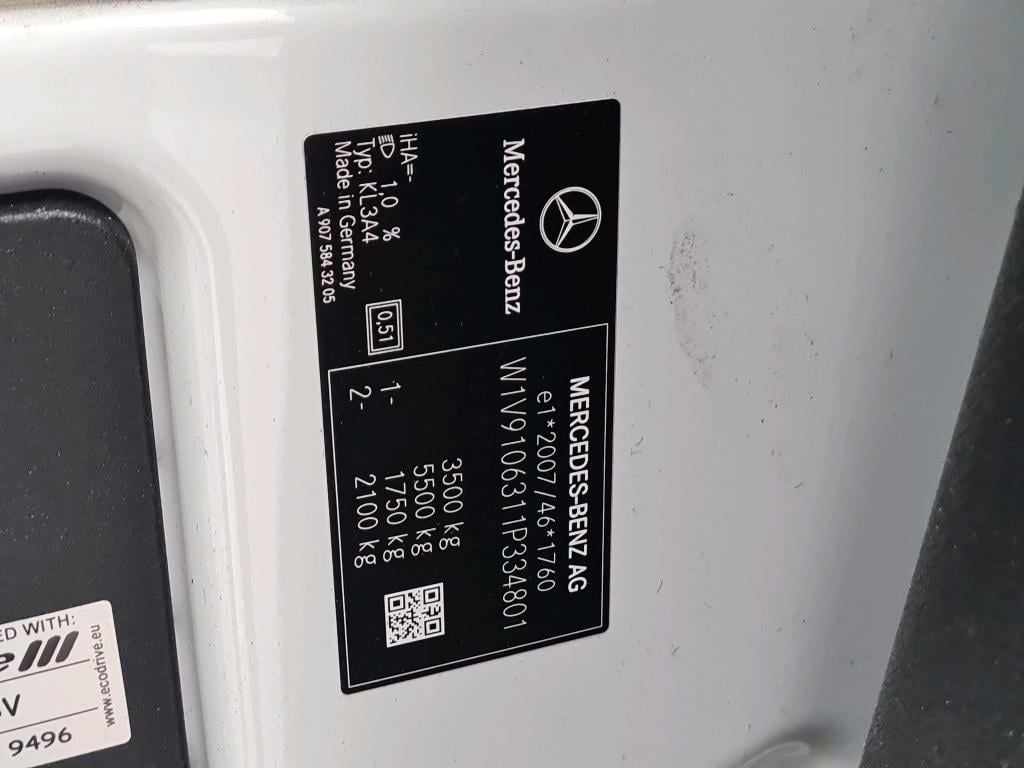 Mercedes-Benz
MERCEDES-BENZ AG
e1*2007/46*1760
W1V9106311P334801
3500 kg
5500 kg
1- 1750 kg
2- 2100 kg
iHA=-
1,0 %
Typ: KL3A4
Made in Germany
0,51
A 907 584 32 05
WITH:
www.ecodrive.eu
9496